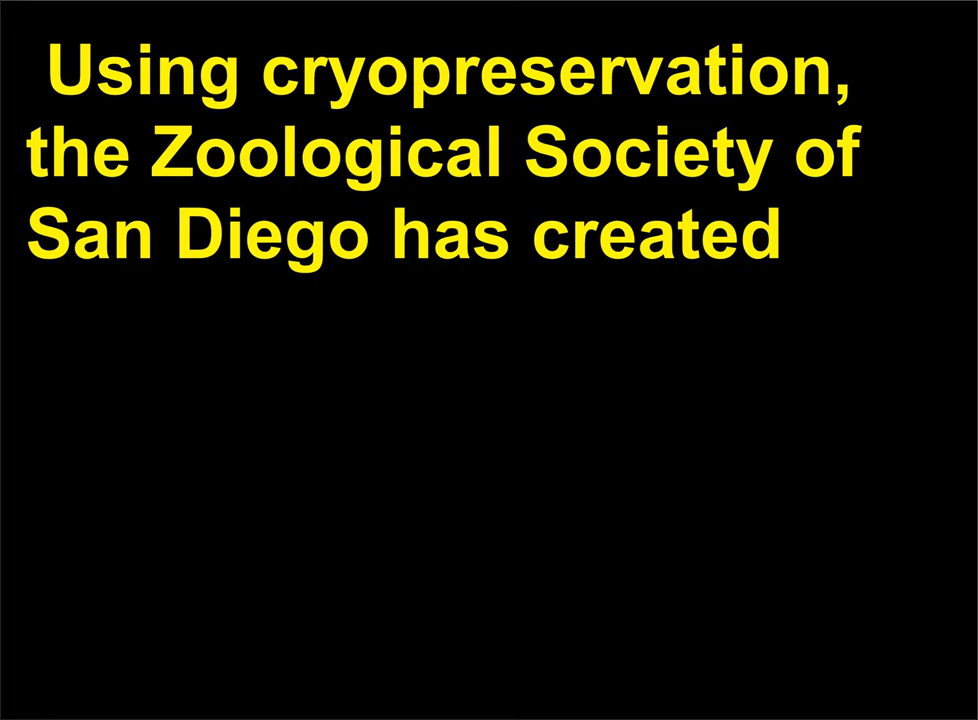 Using cryopreservation,
the Zoological Society of
San Diego has created